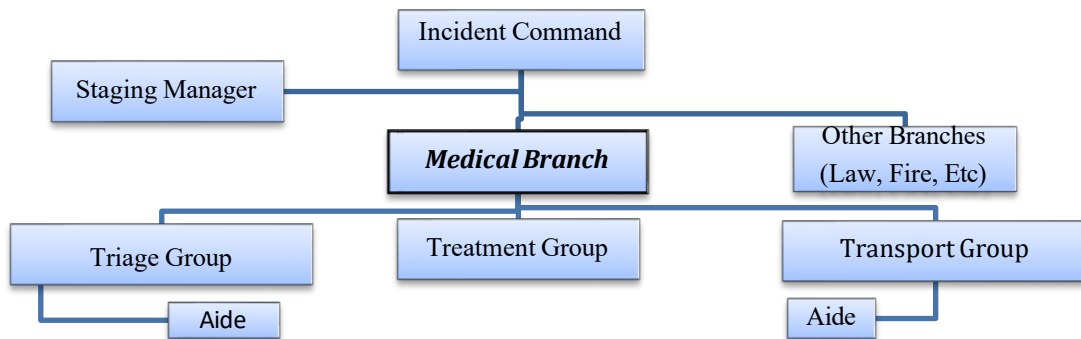 Incident Command
Staging Manager
Other Branches
(Law, Fire, Etc)
Medical Branch
Triage Group
Treatment Group
Transport Group
Aide
Aide